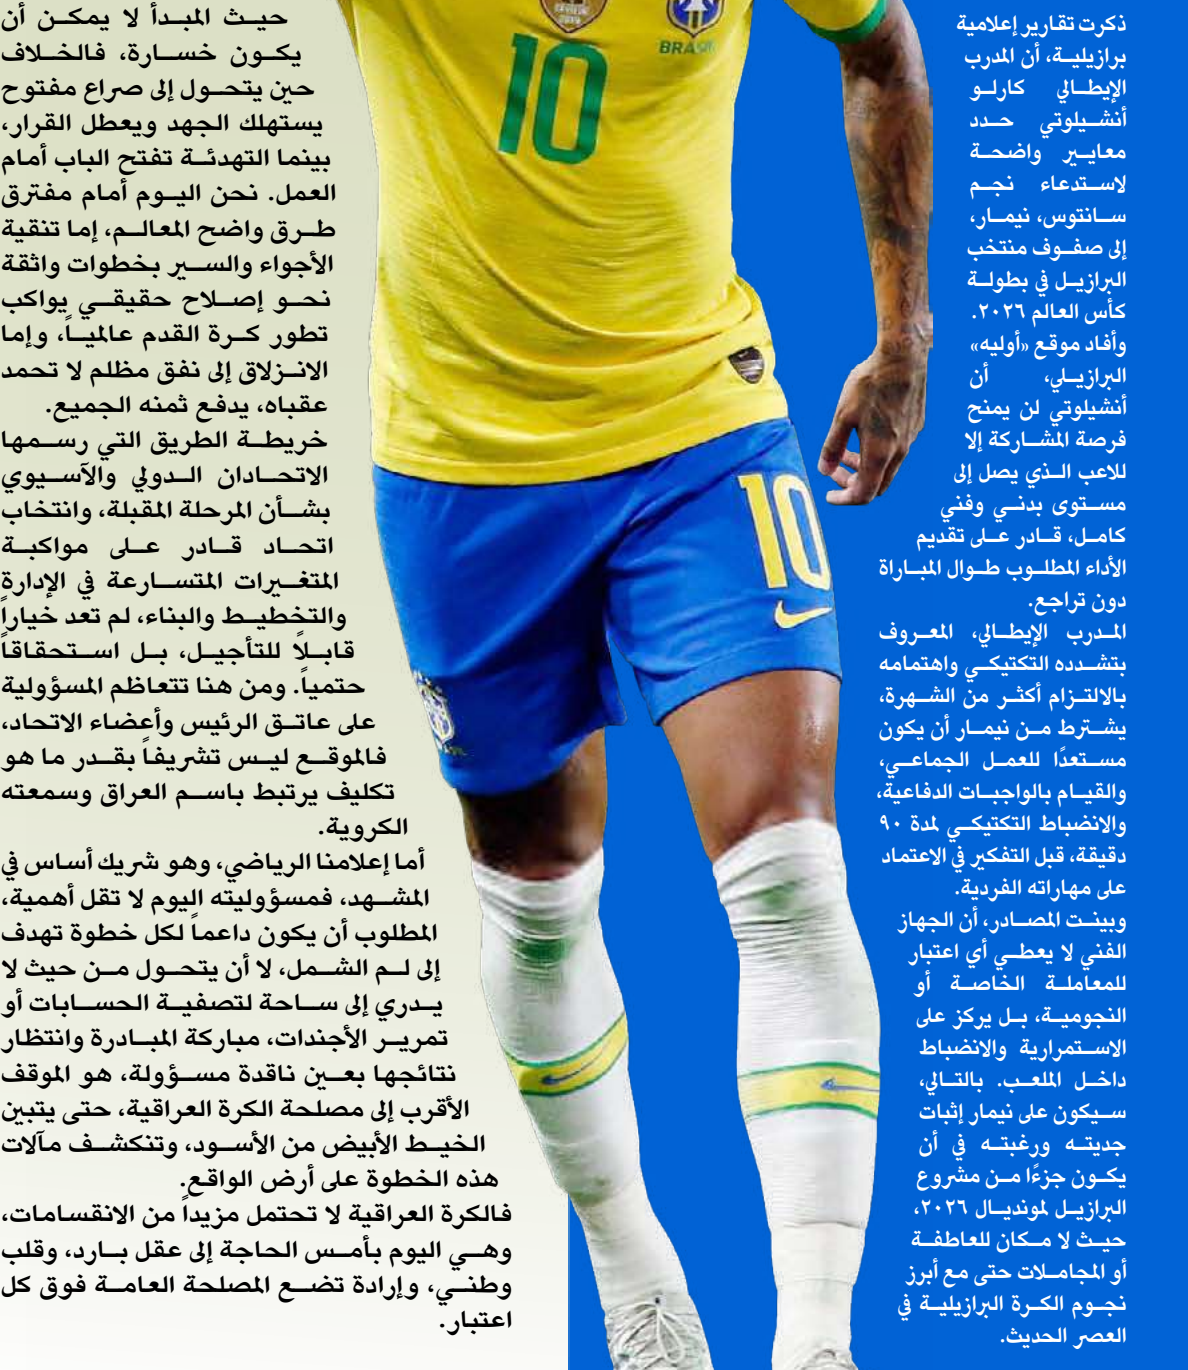 ذكرت تقارير إعلامية
برازيلية، أن المدرب
الإيطالي كارلو
أنشيلوتي حدد
معايير واضحة
لاستدعاء نجم
سانتوس، نيمار،
إلى صفوف منتخب
البرازيل في بطولة
كأس العالم ٢٠٢٦.
وأفاد موقع «أوليه»
البرازيلي، أن
أنشيلوتي لن يمنح
فرصة المشاركة إلا
للاعب الذي يصل إلى
مستوى بدني وفني
كامل، قادر على تقديم
الأداء المطلوب طوال المباراة
دون تراجع.
المدرب الإيطالي، المعروف
بتشدده التكتيكي واهتمامه
بالالتزام أكثر من الشهرة،
يشترط من نيمار أن يكون
مستعدًا للعمل الجماعي،
والقيام بالواجبات الدفاعية،
والانضباط التكتيكي لمدة ٩٠
دقيقة، قبل التفكير في الاعتماد
على مهاراته الفردية.
وبينت المصادر، أن الجهاز
الفني لا يعطي أي اعتبار
للمعاملة الخاصة أو
النجومية، بل يركز على
الاستمرارية والانضباط
داخل الملعب. بالتالي،
سيكون على نيمار إثبات
جديته ورغبته في أن
يكون جزءًا من مشروع
البرازيل لمونديال ٢٠٢٦،
حيث لا مكان للعاطفة
أو المجاملات حتى مع أبرز
نجوم الكرة البرازيلية في
العصر الحديث.
BRASIL
10
10
حيث المبدأ لا يمكن أن
يكون خسارة، فالخلاف
حين يتحول إلى صراع مفتوح
يستهلك الجهد ويعطل القرار،
بينما التهدئة تفتح الباب أمام
العمل. نحن اليوم أمام مفترق
طرق واضح المعالم، إما تنقية
الأجواء والسير بخطوات واثقة
نحو إصلاح حقيقي يواكب
تطور كرة القدم عالمياً، وإما
الانزلاق إلى نفق مظلم لا تحمد
عقباه، يدفع ثمنه الجميع.
خريطة الطريق التي رسمها
الاتحادان الدولي والآسيوي
بشأن المرحلة المقبلة، وانتخاب
اتحاد قادر على مواكبة
المتغيرات المتسارعة في الإدارة
والتخطيط والبناء، لم تعد خياراً
قابلاً للتأجيل، بل استحقاقاً
حتمياً. ومن هنا تتعاظم المسؤولية
على عاتق الرئيس وأعضاء الاتحاد،
فالموقع ليس تشريفاً بقدر ما هو
تكليف يرتبط باسم العراق وسمعته
الكروية.
أما إعلامنا الرياضي، وهو شريك أساس في
المشهد، فمسؤوليته اليوم لا تقل أهمية،
المطلوب أن يكون داعماً لكل خطوة تهدف
إلى لم الشمل، لا أن يتحول من حيث لا
يدري إلى ساحة لتصفية الحسابات أو
تمرير الأجندات، مباركة المبادرة وانتظار
نتائجها بعين ناقدة مسؤولة، هو الموقف
الأقرب إلى مصلحة الكرة العراقية، حتى يتبين
الخيط الأبيض من الأسود، وتنكشف مآلات
هذه الخطوة على أرض الواقع.
فالكرة العراقية لا تحتمل مزيداً من الانقسامات،
وهي اليوم بأمس الحاجة إلى عقل بارد، وقلب
وطني، وإرادة تضع المصلحة العامة فوق كل
اعتبار.